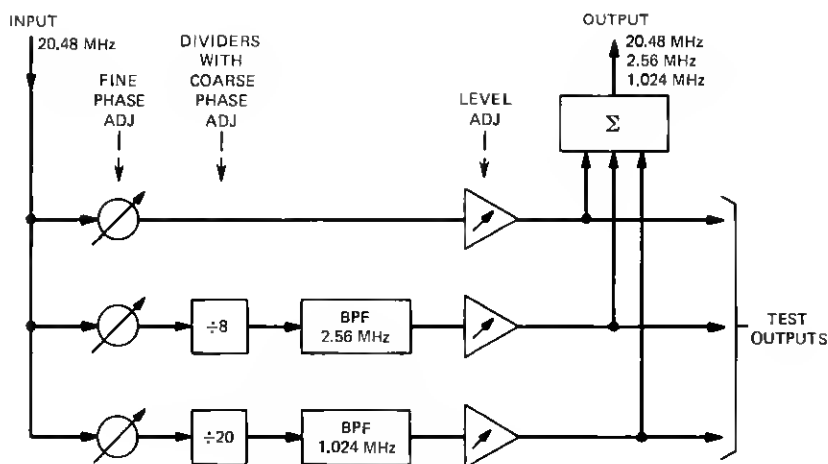 INPUT
20.48 MHz
FINE
PHASE
ADJ
DIVIDERS
WITH
COARSE
PHASE
ADJ
LEVEL
ADJ
OUTPUT
20.48 MHz
2.56 MHz
1.024 MHz
Σ
÷8
BPF
2.56 MHz
÷20
BPF
1.024 MHz
TEST
OUTPUTS